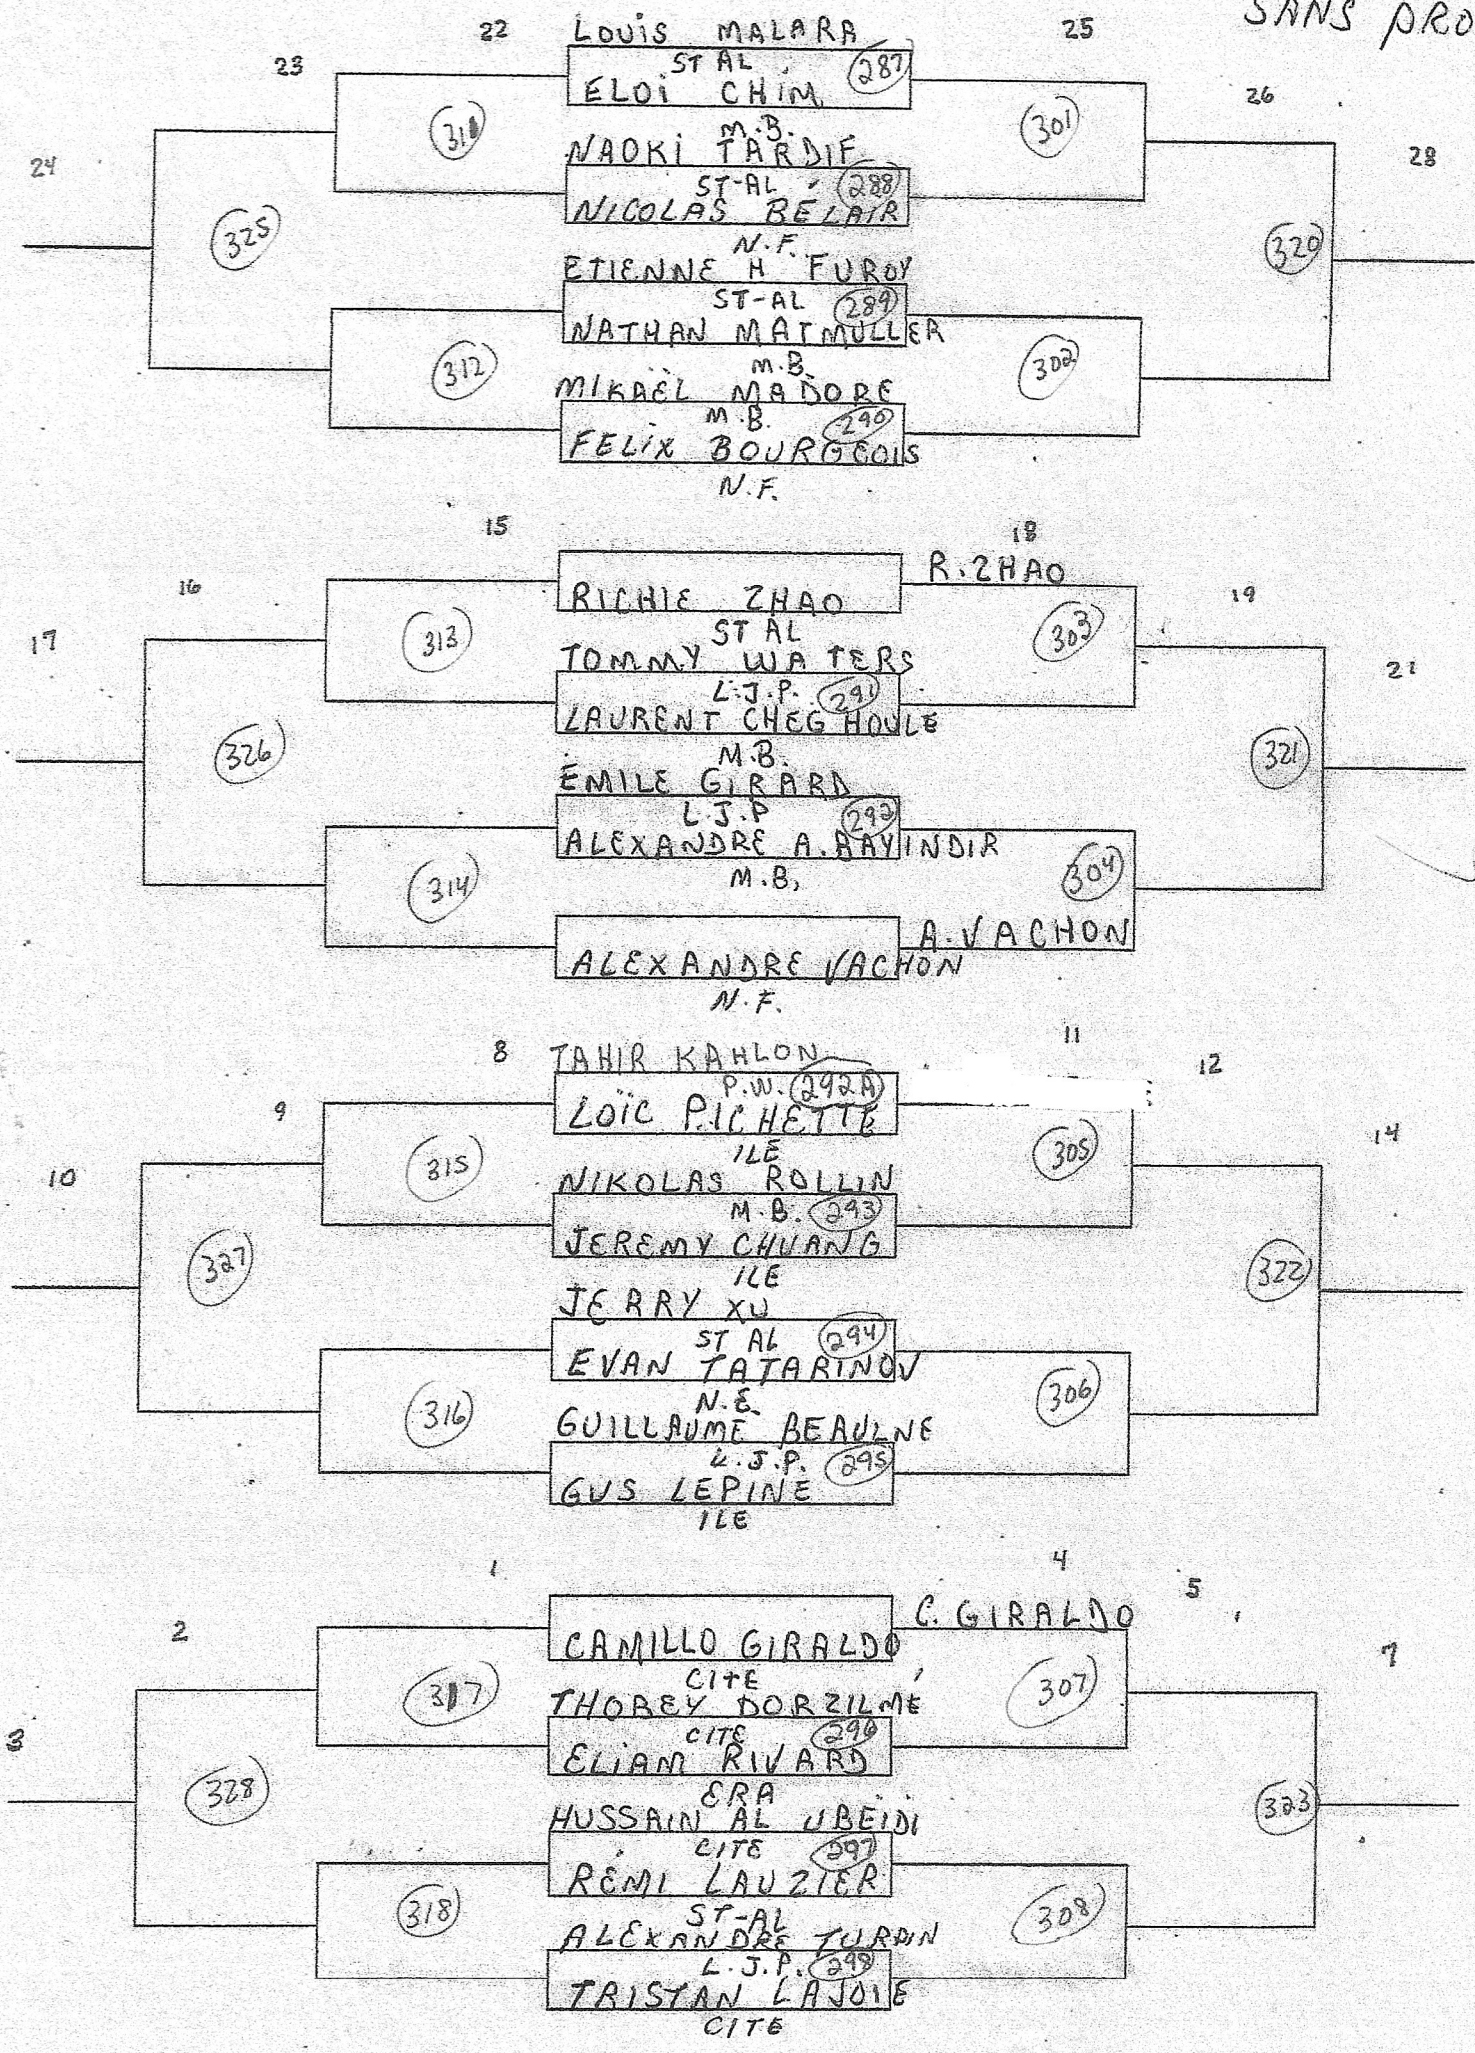 SANS
22
LOUIS MALARA
25
23
ST AL
287
ELOI CHIM
26
311
M.B.
301
NAOKI TARDIF
24
ST-AL
288
28
NICOLAS BÉLAIR
325
N.F.
320
ETIENNE H FUROY
ST-AL
289
NATHAN MATMULLER
312
M.B.
302
MIKAËL MADORE
M.B.
290
FELIX BOURGEOIS
N.F.
15
18
R. ZHAO
16
RICHIE ZHAO
19
313
ST AL
303
17
TOMMY WATERS
21
L.J.P.
291
LAURENT CHEG HOULE
326
M.B.
321
EMILE GIRARD
L.J.P
292
ALEXANDRE A. BAYINDIR
314
M.B.
304
A. VACHON
ALEXANDRE VACHON
N.F.
8
TAHIR KAHLON
11
12
P.W.
292A
9
LOÏC PICHETTE
14
315
ILE
305
10
NIKOLAS ROLLIN
M.B.
293
JEREMY CHUANG
327
ILE
322
JERRY XU
ST AL
294
EVAN TATARINOV
316
N.E.
306
GUILLAUME BEAULNE
L.J.P.
295
GUS LEPINE
ILE
1
4
5
C. GIRALDO
2
CAMILLO GIRALDO
7
317
CITE
307
THOBEY DORZILMÉ
3
CITE
296
ELIAM RIVARD
328
ERA
323
HUSSAIN AL UBEIDI
CITE
297
RÉMI LAUZIER
318
ST-AL
308
ALEXANDRE TURPIN
L.J.P.
298
TRISTAN LAJOIE
CITE